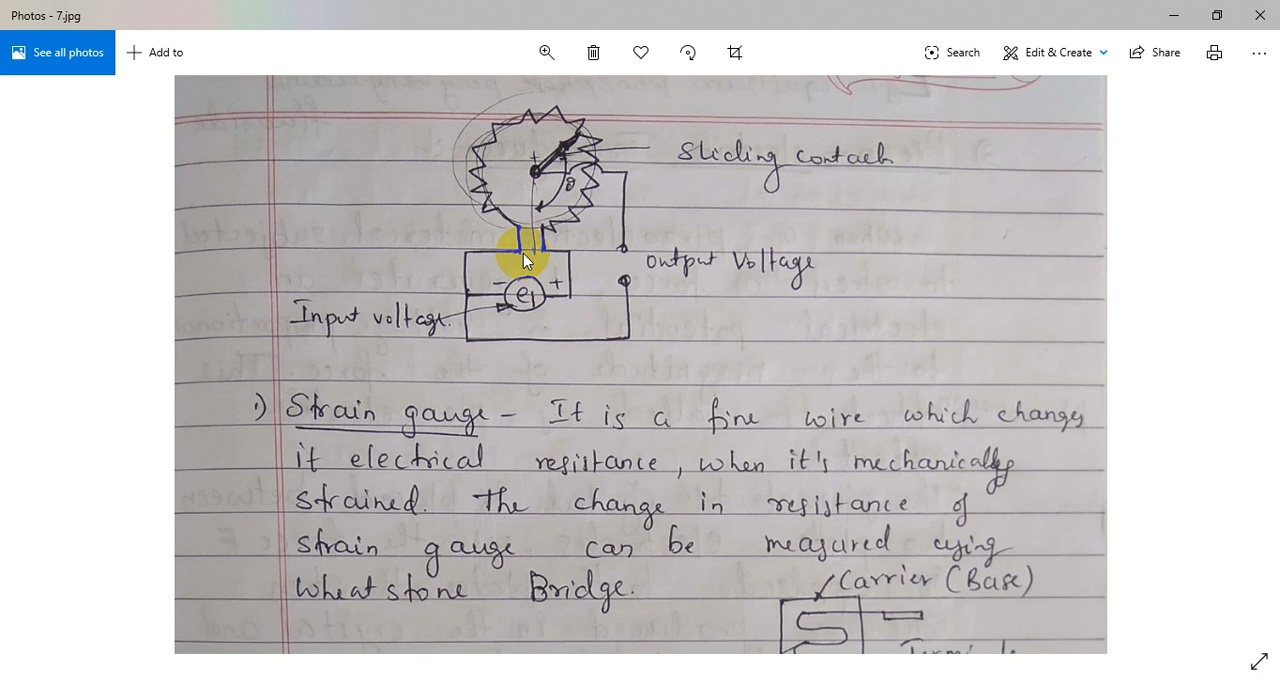 Photos - 7.jpg
See all photos
Add to
Search
Edit & Create
Share
Sliding contact
+
θ
Output Voltage
- e1 +
Input voltage.
1) Strain gauge - It is a fine wire which changes
it electrical resistance, when it's mechanically
strained. The change in resistance of
strain gauge can be measured using
wheat stone Bridge.
Carrier (Base)